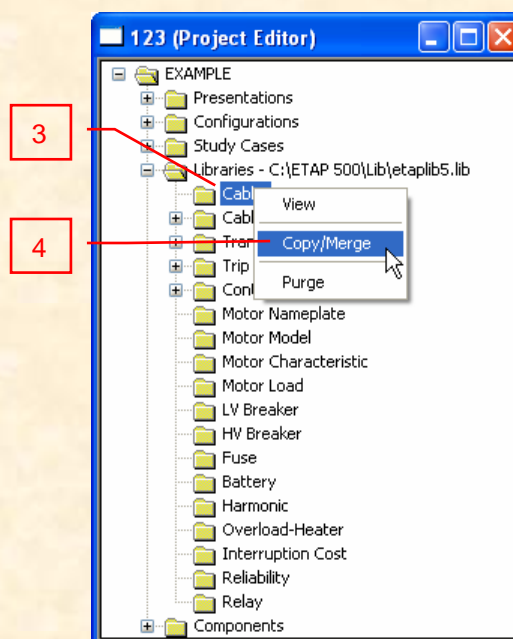 123 (Project Editor)
EXAMPLE
Presentations
3
Configurations
Study Cases
Libraries - C:\ETAP 500\Lib\etaplib5.lib
View
4
Copy/Merge
Trip
Purge
Motor Nameplate
Motor Model
Motor Characteristic
Motor Load
LV Breaker
HV Breaker
Fuse
Battery
Harmonic
Overload-Heater
Interruption Cost
Reliability
Relay
Components